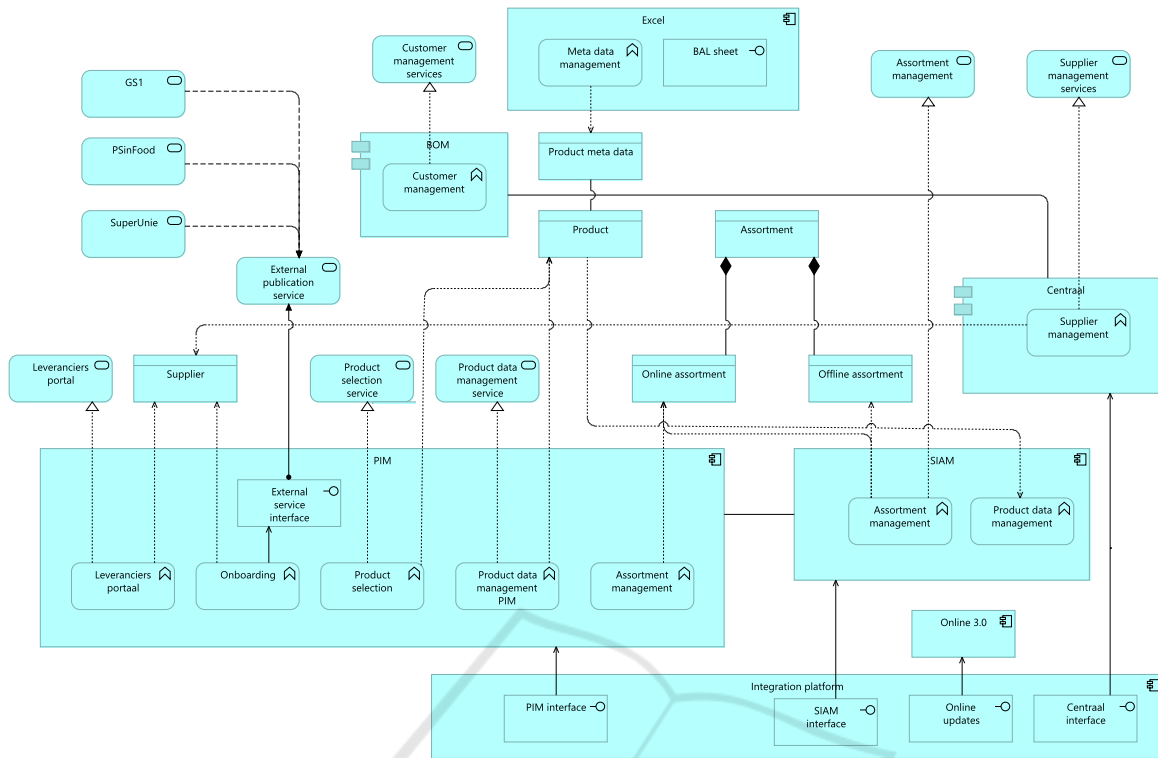 Excel
Meta data
management
BAL sheet
Customer
management
services
Assortment
management
Supplier
management
services
GS1
PSinFood
SuperUnie
BOM
Customer
management
Product meta data
Product
Assortment
External
publication
service
Centraal
Supplier
management
Leveranciers
portal
Supplier
Product
selection
service
Product data
management
service
Online assortment
Offline assortment
PIM
External
service
interface
Leveranciers
portaal
Onboarding
Product
selection
Product data
management
PIM
Assortment
management
SIAM
Assortment
management
Product data
management
Online 3.0
Integration platform
PIM interface
SIAM
interface
Online
updates
Centraal
interface